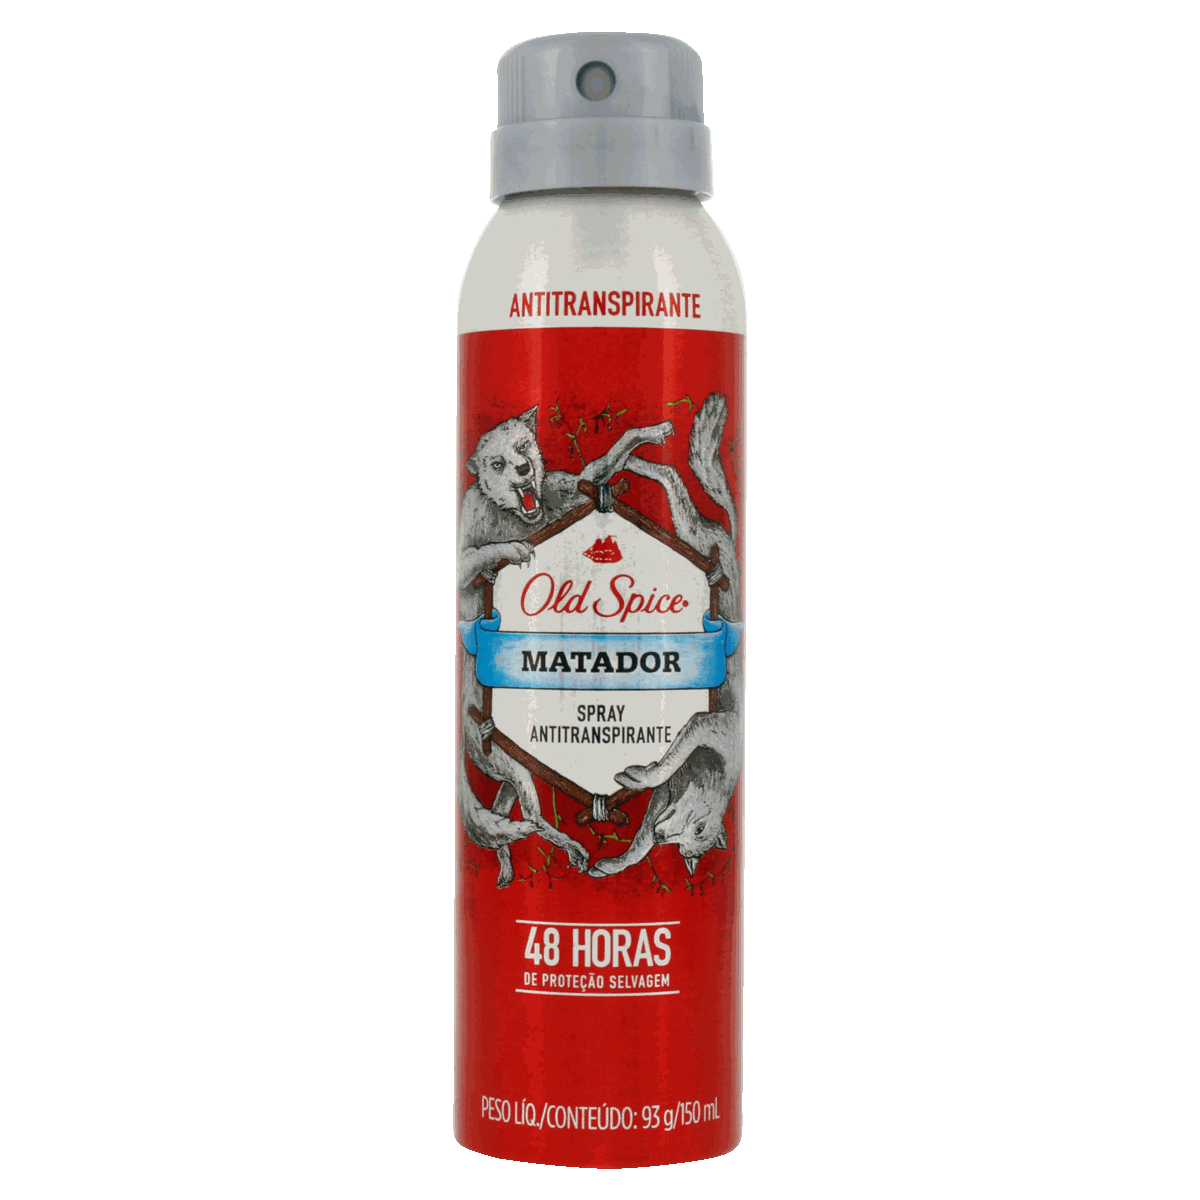 ANTITRANSPIRANTE
Old Spice
MATADOR
SPRAY
ANTITRANSPIRANTE
48 HORAS
DE PROTEÇÃO SELVAGEM
PESO LÍQ./CONTEÚDO: 93 g/150 mL